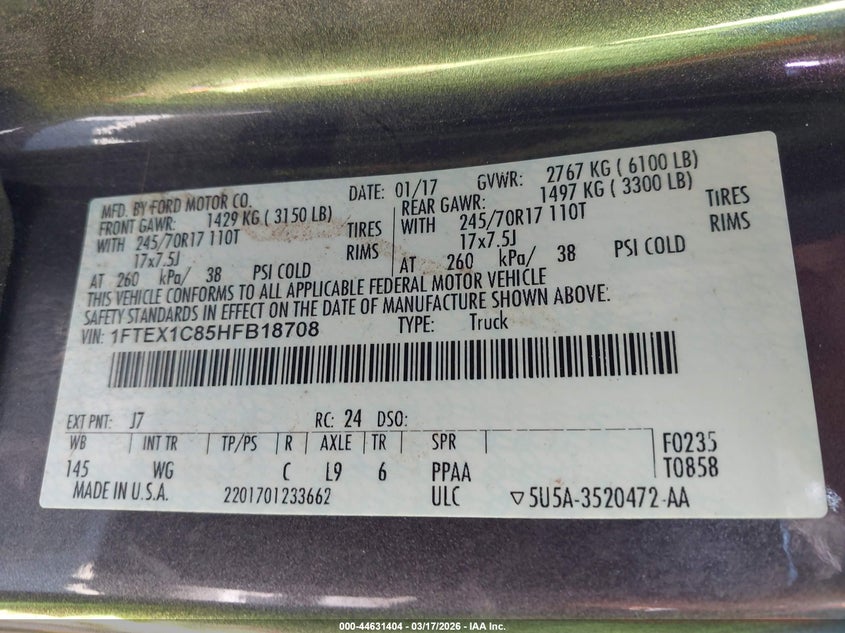 MFD. BY FORD MOTOR CO.
DATE: 01/17 GVWR: 2767 KG ( 6100 LB)
FRONT GAWR: 1429 KG ( 3150 LB)
WITH 245/70R17 110T TIRES
17x7.5J RIMS
AT 260 kPa/ 38 PSI COLD
REAR GAWR: 1497 KG ( 3300 LB)
WITH 245/70R17 110T TIRES
17x7.5J RIMS
AT 260 kPa/ 38 PSI COLD
THIS VEHICLE CONFORMS TO ALL APPLICABLE FEDERAL MOTOR VEHICLE
SAFETY STANDARDS IN EFFECT ON THE DATE OF MANUFACTURE SHOWN ABOVE:
VIN: 1FTEX1C85HFB18708 TYPE: Truck
EXT PNT: J7 RC: 24 DSO:
WB INT TR TP/PS R AXLE TR SPR F0235
145 WG C L9 6 PPAA T0858
MADE IN U.S.A. 2201701233662 ULC ▽5U5A-3520472-AA
000-44631404 — 03/17/2026 — IAA Inc.